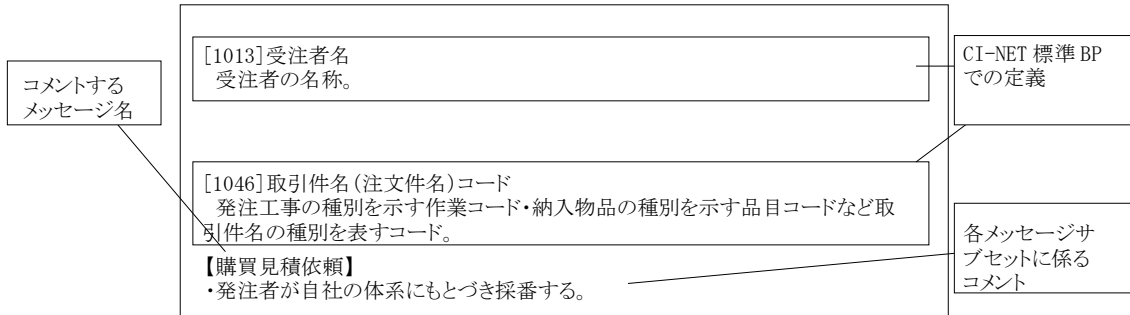 [1013]受注者名
受注者の名称。
CI-NET 標準 BP
での定義
コメントする
メッセージ名
[1046]取引件名(注文件名)コード
発注工事の種別を示す作業コード・納入物品の種別を示す品目コードなど取
引件名の種別を表すコード。
【購買見積依頼】
・発注者が自社の体系にもとづき採番する。
各メッセージサ
ブセットに係る
コメント